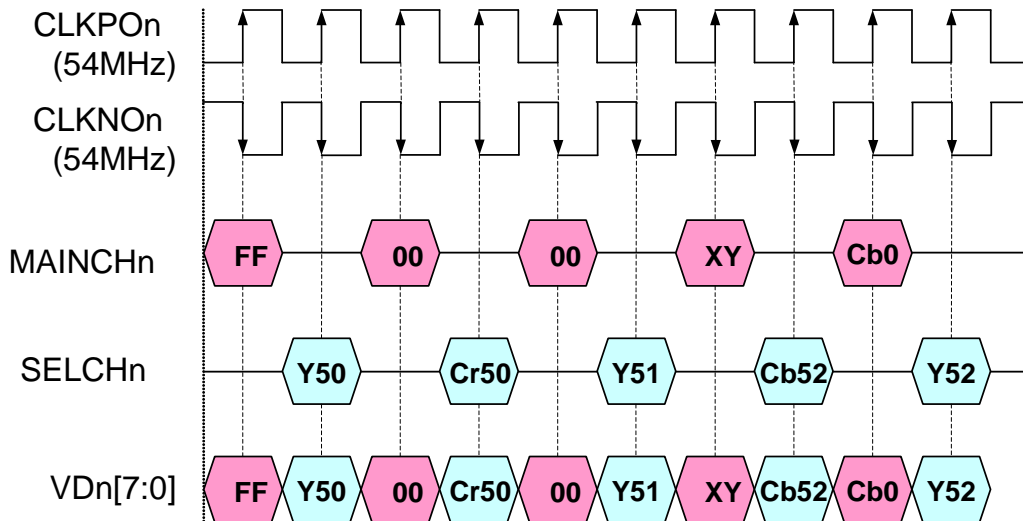 CLKPOn
(54MHz)
CLKNOn
(54MHz)
MAINCHn
FF 00 00 XY Cb0
SELCHn
Y50 Cr50 Y51 Cb52 Y52
VDn[7:0]
FF Y50 00 Cr50 00 Y51 XY Cb52 Cb0 Y52